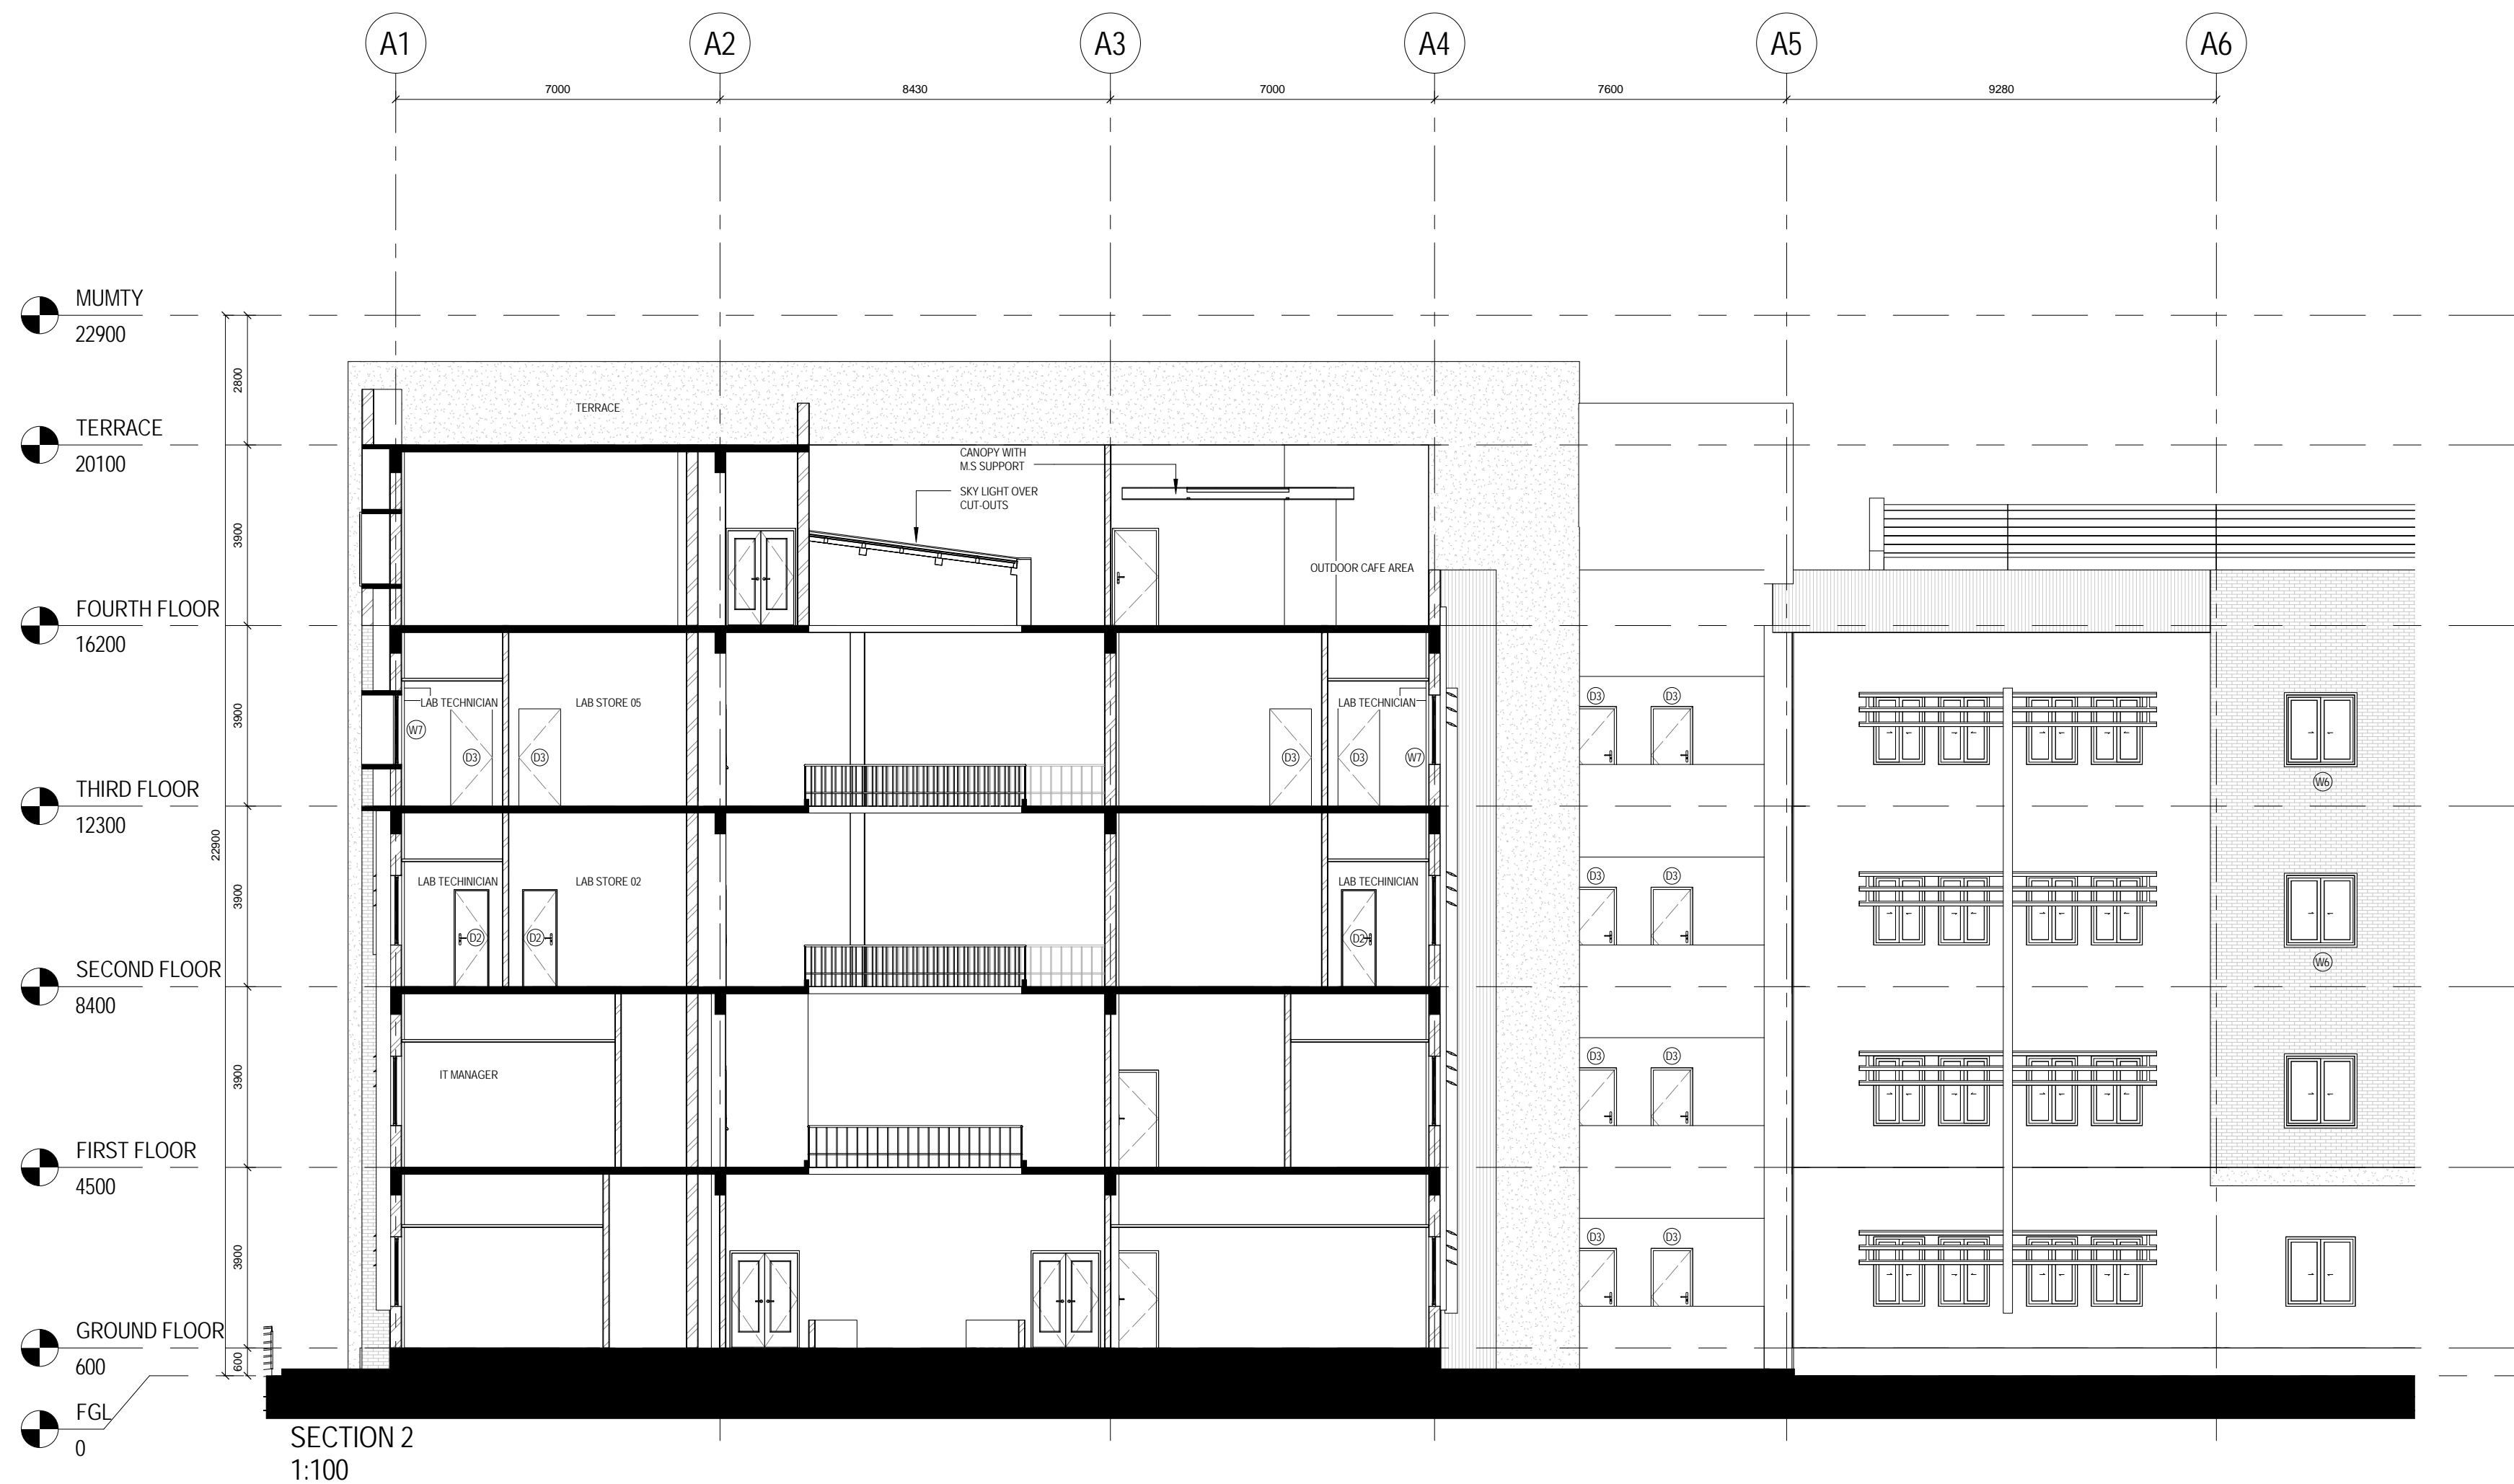 A1
A2
A3
A4
A5
A6
7000
8430
7000
7600
9280
MUMTY
22900
2800
TERRACE
TERRACE
20100
CANOPY WITH
M.S SUPPORT
SKY LIGHT OVER
CUT-OUTS
3900
OUTDOOR CAFE AREA
FOURTH FLOOR
16200
LAB TECHNICIAN
LAB STORE 05
LAB TECHNICIAN
D3
D3
3900
W7
D3
D3
D3
D3
W7
W6
THIRD FLOOR
12300
22900
LAB TECHINICIAN
LAB STORE 02
LAB TECHINICIAN
D3
D3
3900
D2
D2
D2
W6
SECOND FLOOR
8400
D3
D3
3900
IT MANAGER
FIRST FLOOR
4500
D3
D3
3900
GROUND FLOOR
600
600
FGL
0
SECTION 2
1:100